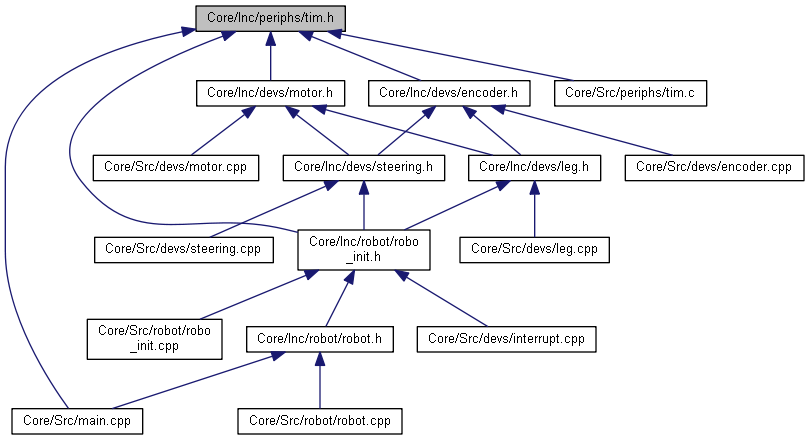 Core/Inc/periphs/tim.h
Core/Inc/devs/motor.h
Core/Inc/devs/encoder.h
Core/Src/periphs/tim.c
Core/Src/devs/motor.cpp
Core/Inc/devs/steering.h
Core/Inc/devs/leg.h
Core/Src/devs/encoder.cpp
Core/Src/devs/steering.cpp
Core/Inc/robot/robo
_init.h
Core/Src/devs/leg.cpp
Core/Src/robot/robo
_init.cpp
Core/Inc/robot/robot.h
Core/Src/devs/interrupt.cpp
Core/Src/main.cpp
Core/Src/robot/robot.cpp